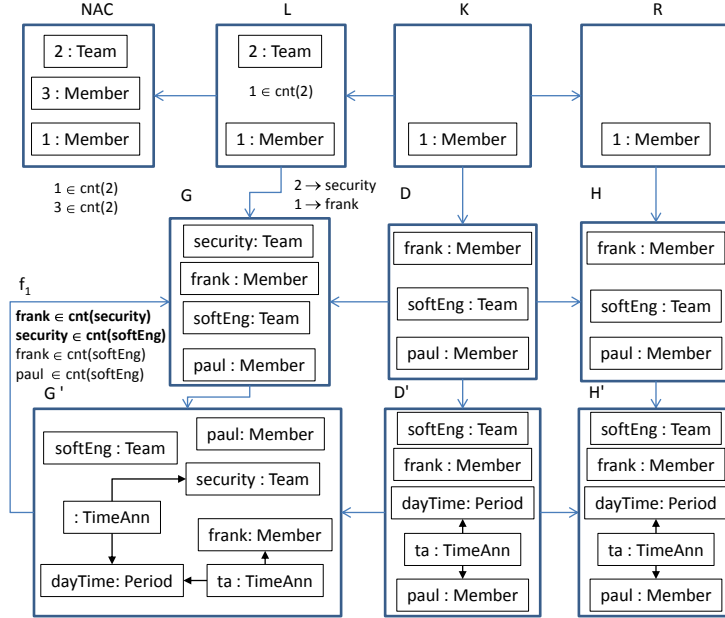 NAC
L
K
R
2 : Team
3 : Member
1 : Member
1 ∈ cnt(2)
3 ∈ cnt(2)
2 : Team
1 ∈ cnt(2)
1 : Member
1 : Member
1 : Member
2 → security
1 → frank
G
security: Team
frank : Member
softEng: Team
paul : Member
D
frank : Member
softEng : Team
paul : Member
H
frank : Member
softEng : Team
paul : Member
f1
frank ∈ cnt(security)
security ∈ cnt(softEng)
frank ∈ cnt(softEng)
paul ∈ cnt(softEng)
G '
paul: Member
softEng : Team
security : Team
: TimeAnn
frank: Member
dayTime: Period
ta : TimeAnn
D'
softEng : Team
frank : Member
dayTime: Period
ta : TimeAnn
paul : Member
H'
softEng : Team
frank : Member
dayTime: Period
ta : TimeAnn
paul : Member